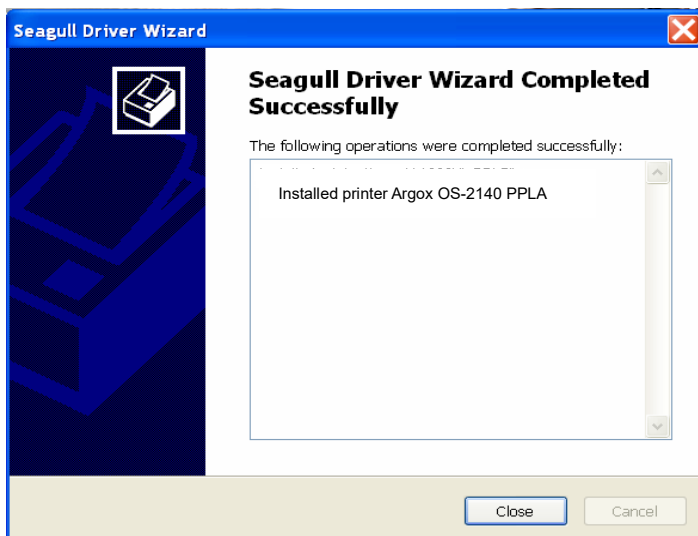 Seagull Driver Wizard
Seagull Driver Wizard Completed
Successfully
The following operations were completed successfully:
Installed printer Argox OS-2140 PPLA
Close
Cancel